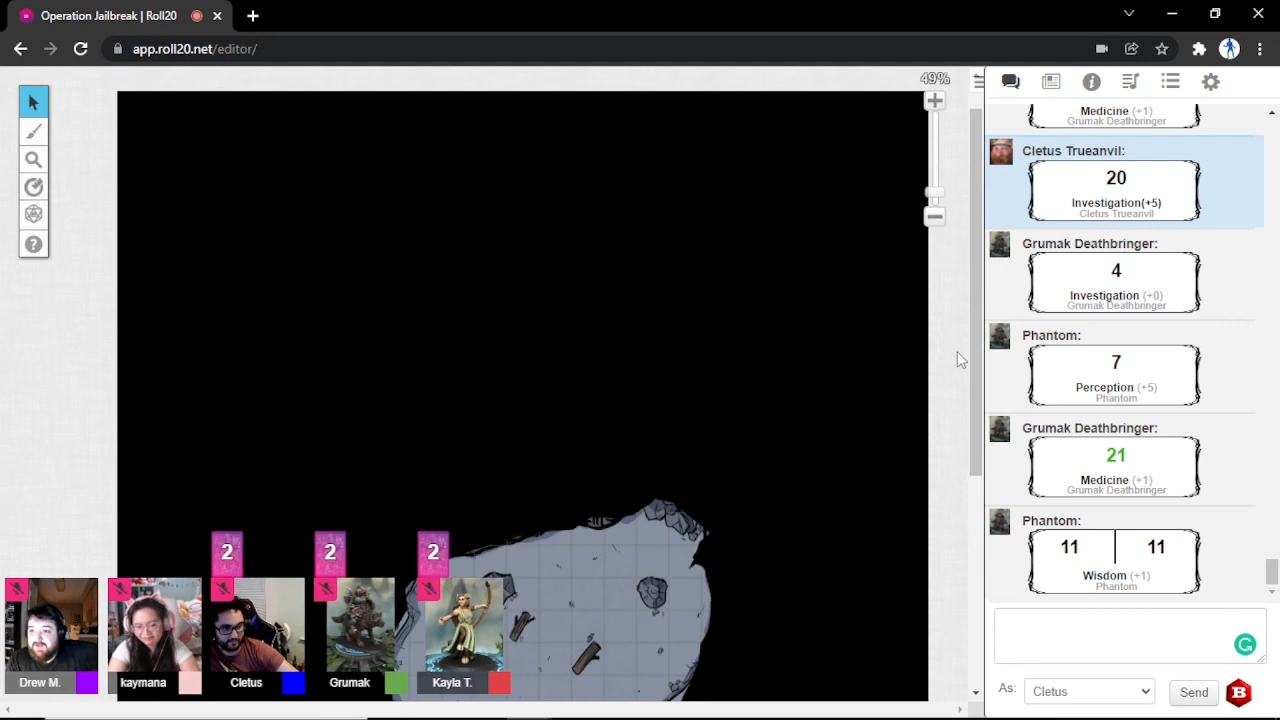 Operation Jailbreak | Roll20
app.roll20.net/editor/
49%
Medicine (+1)
Grumak Deathbringer
Cletus Trueanvil:
20
Investigation(+5)
Cletus Trueanvil
Grumak Deathbringer:
4
Investigation (+0)
Grumak Deathbringer
Phantom:
7
Perception (+5)
Phantom
Grumak Deathbringer:
21
Medicine (+1)
Grumak Deathbringer
Phantom:
11 11
Wisdom (+1)
Phantom
As: Cletus Send B
2 2 2
Drew M. kaymana Cletus Grumak Kayla T.